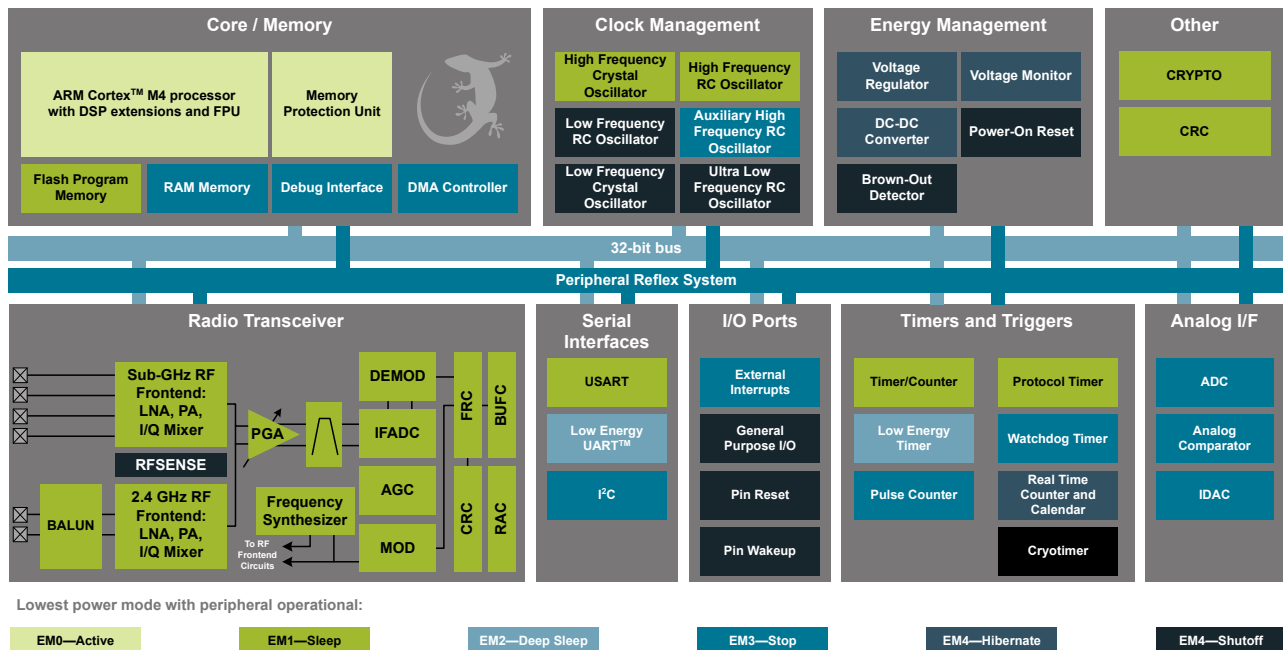 Core / Memory
ARM Cortex™ M4 processor
with DSP extensions and FPU
Memory
Protection Unit
Flash Program
Memory
RAM Memory
Debug Interface
DMA Controller
Clock Management
High Frequency
Crystal
Oscillator
High Frequency
RC Oscillator
Low Frequency
RC Oscillator
Auxiliary High
Frequency RC
Oscillator
Low Frequency
Crystal
Oscillator
Ultra Low
Frequency RC
Oscillator
Energy Management
Voltage
Regulator
Voltage Monitor
DC-DC
Converter
Power-On Reset
Brown-Out
Detector
Other
CRYPTO
CRC
32-bit bus
Peripheral Reflex System
Radio Transceiver
Sub-GHz RF
Frontend:
LNA, PA,
I/Q Mixer
RFSENSE
BALUN
2.4 GHz RF
Frontend:
LNA, PA,
I/Q Mixer
PGA
DEMOD
IFADC
AGC
MOD
Frequency
Synthesizer
To RF
Frontend
Circuits
FRC
BUFC
CRC
RAC
Serial
Interfaces
USART
Low Energy
UART™
I²C
I/O Ports
External
Interrupts
General
Purpose I/O
Pin Reset
Pin Wakeup
Timers and Triggers
Timer/Counter
Protocol Timer
Low Energy
Timer
Watchdog Timer
Pulse Counter
Real Time
Counter and
Calendar
Cryotimer
Analog I/F
ADC
Analog
Comparator
IDAC
Lowest power mode with peripheral operational:
EM0—Active
EM1—Sleep
EM2—Deep Sleep
EM3—Stop
EM4—Hibernate
EM4—Shutoff